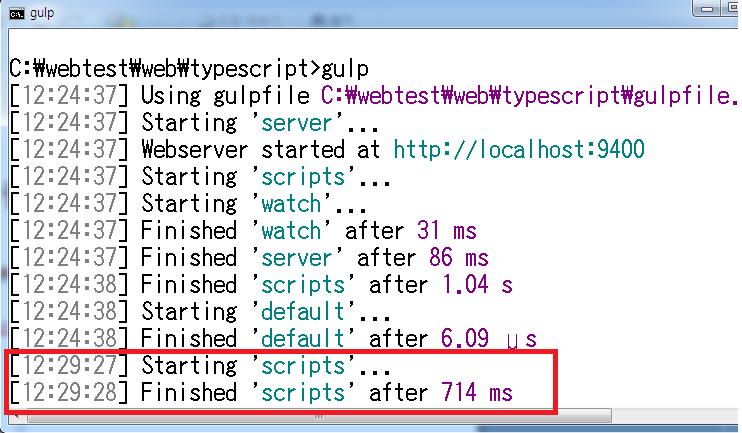 gulp
C:₩webtest₩web₩typescript>gulp
[12:24:37] Using gulpfile C:₩webtest₩web₩typescript₩gulpfile.
[12:24:37] Starting 'server'...
[12:24:37] Webserver started at http://localhost:9400
[12:24:37] Starting 'scripts'...
[12:24:37] Starting 'watch'...
[12:24:37] Finished 'watch' after 31 ms
[12:24:37] Finished 'server' after 86 ms
[12:24:38] Finished 'scripts' after 1.04 s
[12:24:38] Starting 'default'...
[12:24:38] Finished 'default' after 6.09 μs
[12:29:27] Starting 'scripts'...
[12:29:28] Finished 'scripts' after 714 ms